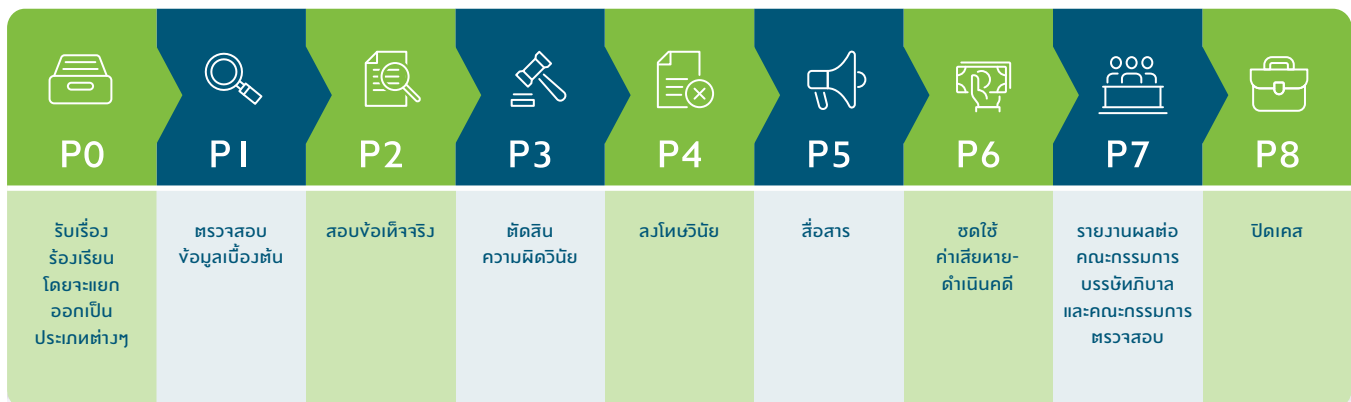 P0
P1
P2
P3
P4
P5
P6
P7
P8
รับเรื่อง
ร้องเรียน
โดยจะแยก
ออกเป็น
ประเภทต่างๆ
ตรวจสอบ
ข้อมูลเบื้องต้น
สอบข้อเท็จจริง
ตัดสิน
ความผิดวินัย
ลงโทษวินัย
สื่อสาร
ชดใช้
ค่าเสียหาย-
ดำเนินคดี
รายงานผลต่อ
คณะกรรมการ
บรรษัทภิบาล
และคณะกรรมการ
ตรวจสอบ
ปิดเคส